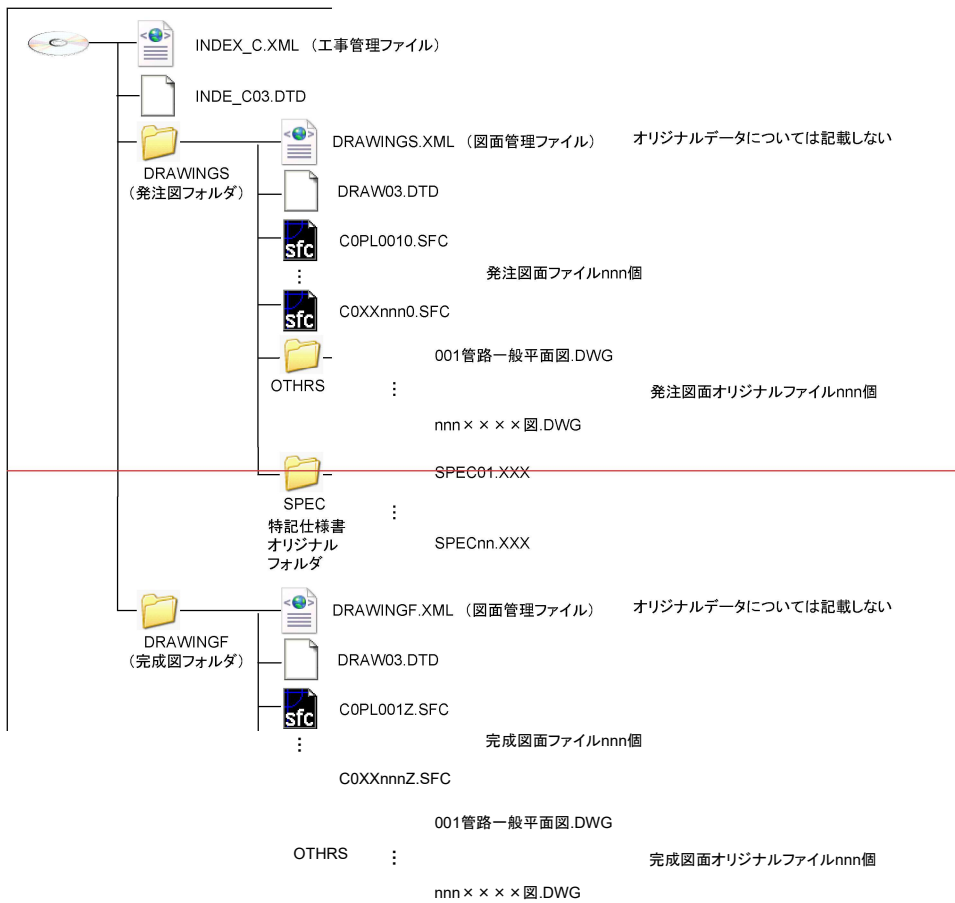 INDEX_C.XML （工事管理ファイル）
INDE_C03.DTD
DRAWINGS
（発注図フォルダ）
DRAWINGS.XML （図面管理ファイル）
オリジナルデータについては記載しない
DRAW03.DTD
C0PL0010.SFC
⋮
発注図面ファイルnnn個
C0XXnnn0.SFC
OTHRS
001管路一般平面図.DWG
⋮
発注図面オリジナルファイルnnn個
nnn××××図.DWG
SPEC
特記仕様書
オリジナル
フォルダ
SPEC01.XXX
⋮
SPECnn.XXX
DRAWINGF
（完成図フォルダ）
DRAWINGF.XML （図面管理ファイル）
オリジナルデータについては記載しない
DRAW03.DTD
C0PL001Z.SFC
⋮
完成図面ファイルnnn個
C0XXnnnZ.SFC
OTHRS
001管路一般平面図.DWG
⋮
完成図面オリジナルファイルnnn個
nnn××××図.DWG
sfc
sfc
sfc